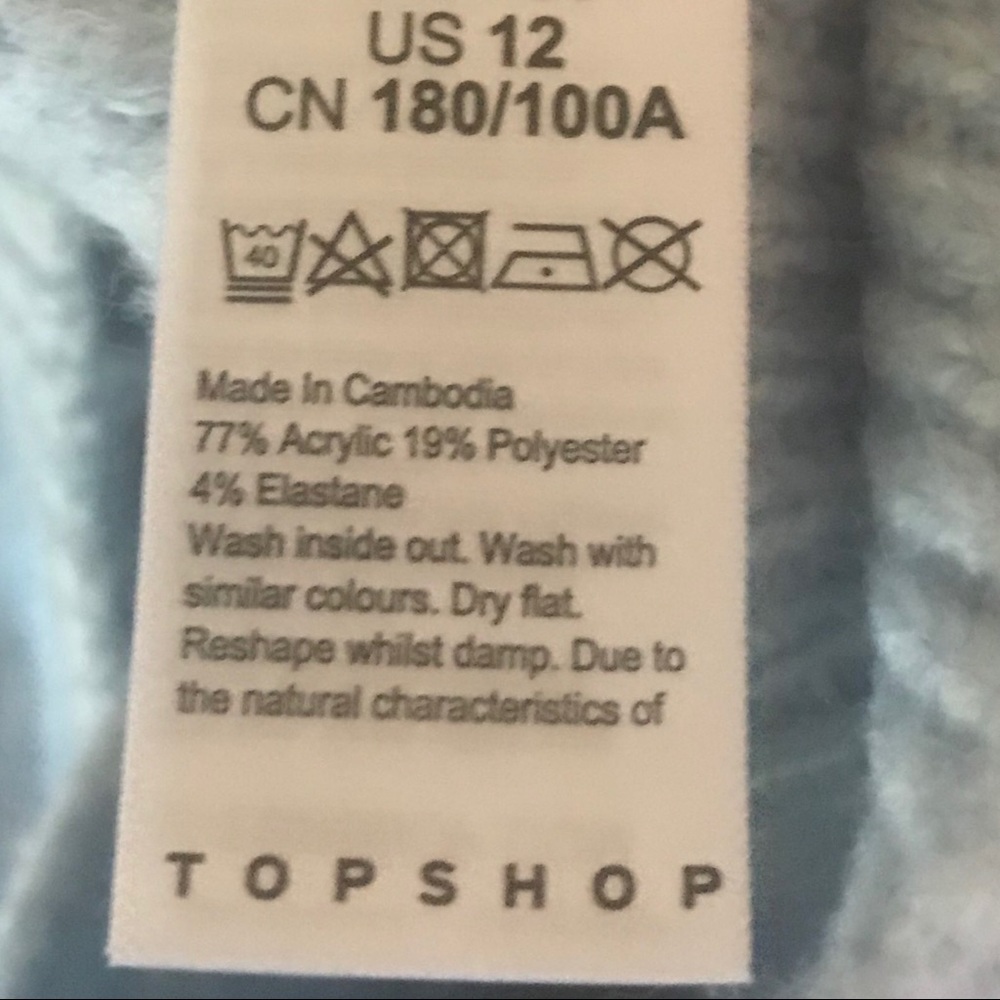 US 12
CN 180/100A
40
Made In Cambodia
77% Acrylic 19% Polyester
4% Elastane
Wash inside out. Wash with
similar colours. Dry flat.
Reshape whilst damp. Due to
the natural characteristics of
TOPSHOP